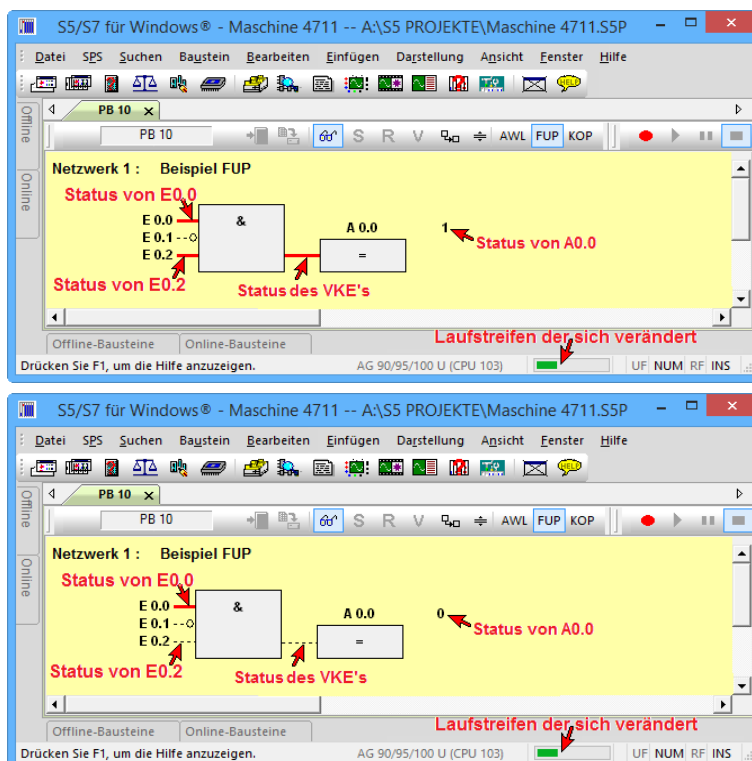 S5/S7 für Windows® - Maschine 4711 -- A:\S5 PROJEKTE\Maschine 4711.S5P
Datei SPS Suchen Baustein Bearbeiten Einfügen Darstellung Ansicht Fenster Hilfe
HELP
Offline
Online
PB 10 x
PB 10 S R V AWL FUP KOP
Netzwerk 1 : Beispiel FUP
Status von E0.0
E 0.0 & A 0.0 1
E 0.1 --o Status von A0.0
E 0.2 =
Status von E0.2 Status des VKE's
Laufstreifen der sich verändert
Offline-Bausteine Online-Bausteine
Drücken Sie F1, um die Hilfe anzuzeigen. AG 90/95/100 U (CPU 103) UF NUM RF INS
S5/S7 für Windows® - Maschine 4711 -- A:\S5 PROJEKTE\Maschine 4711.S5P
Datei SPS Suchen Baustein Bearbeiten Einfügen Darstellung Ansicht Fenster Hilfe
HELP
Offline
Online
PB 10 x
PB 10 S R V AWL FUP KOP
Netzwerk 1 : Beispiel FUP
Status von E0.0
E 0.0 & A 0.0 0
E 0.1 --o Status von A0.0
E 0.2 =
Status von E0.2 Status des VKE's
Laufstreifen der sich verändert
Offline-Bausteine Online-Bausteine
Drücken Sie F1, um die Hilfe anzuzeigen. AG 90/95/100 U (CPU 103) UF NUM RF INS